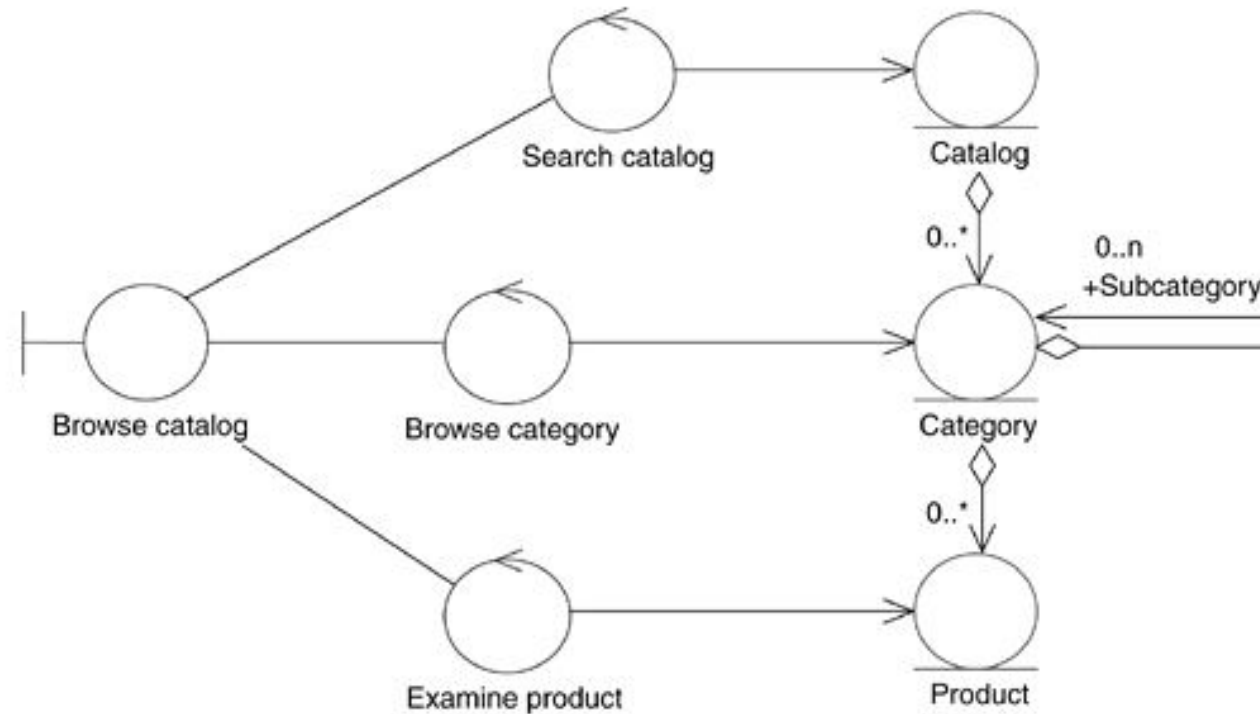 Search catalog
Catalog
0..*
0..n
+Subcategory
Browse catalog
Browse category
Category
0..*
Examine product
Product